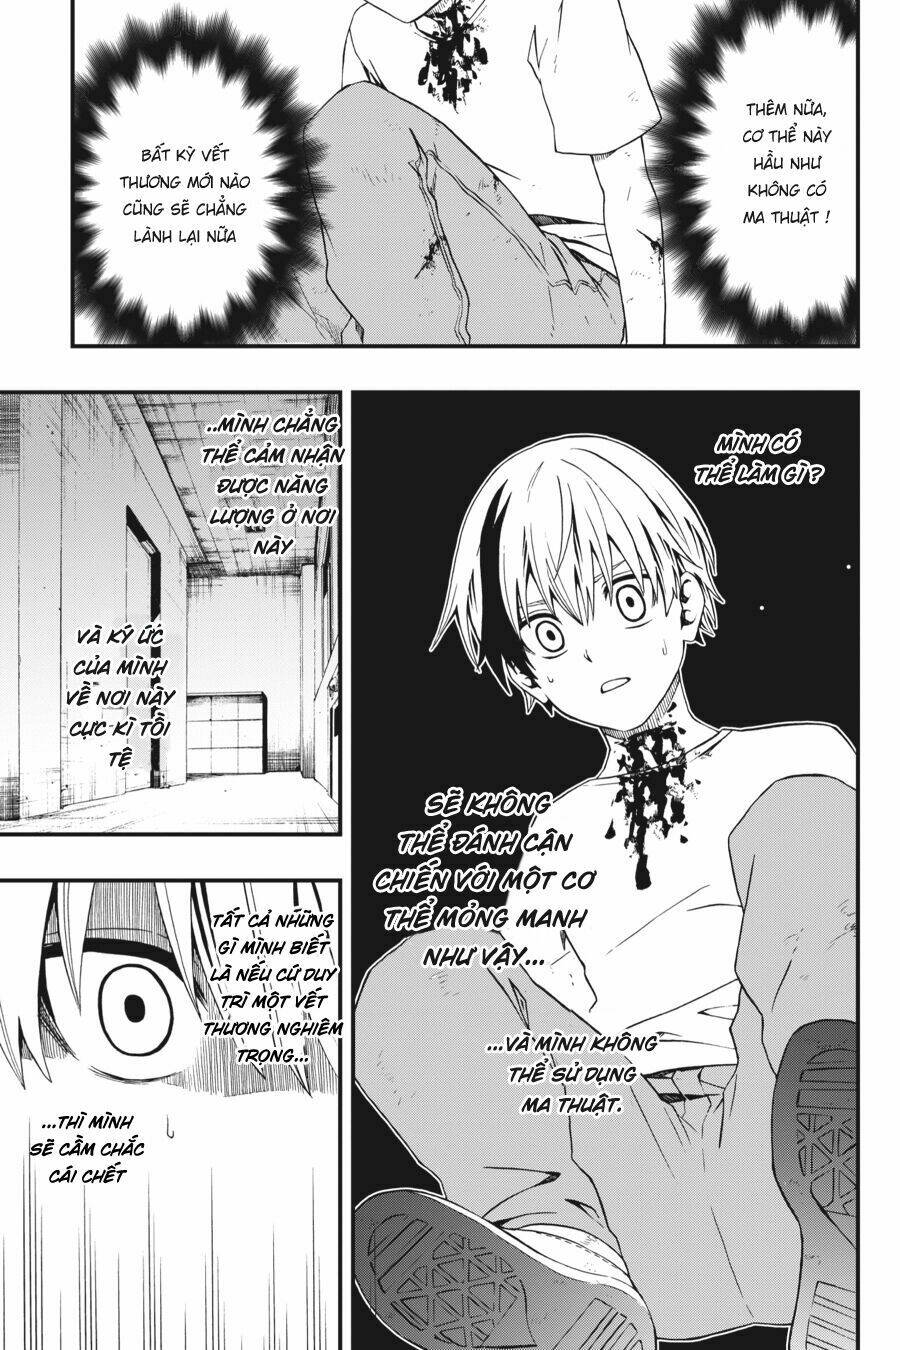 THÊM NỮA,
CƠ THỂ NÀY
HẦU NHƯ
KHÔNG CÓ
MA THUẬT !
BẤT KỲ VẾT
THƯƠNG MỚI NÀO
CŨNG SẼ CHẲNG
LÀNH LẠI NỮA
MÌNH CÓ
THỂ LÀM GÌ?
SẼ KHÔNG
THỂ ĐÁNH CẬN
CHIẾN VỚI MỘT CƠ
THỂ MỎNG MANH
NHƯ VẬY...
...VÀ MÌNH KHÔNG
THỂ SỬ DỤNG
MA THUẬT.
..MÌNH CHẲNG
THỂ CẢM NHẬN
ĐƯỢC NĂNG
LƯỢNG Ở NƠI
NÀY
VÀ KÝ ỨC
CỦA MÌNH
VỀ NƠI NÀY
CỰC KÌ TỒI
TỆ
TẤT CẢ NHỮNG
GÌ MÌNH BIẾT
LÀ NẾU CỨ DUY
TRÌ MỘT VẾT
THƯƠNG NGHIÊM
TRỌNG...
...THÌ MÌNH
SẼ CẦM CHẮC
CÁI CHẾT